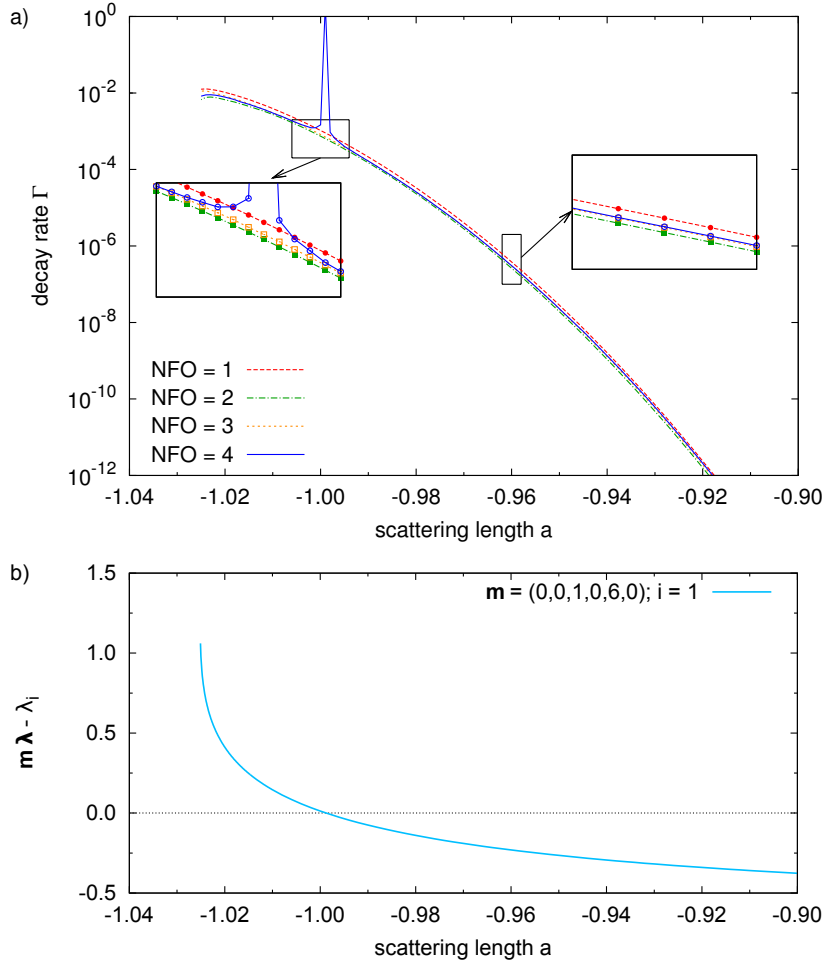 a)
10^0
10^-2
10^-4
10^-6
10^-8
10^-10
10^-12
decay rate Γ
NFO = 1
NFO = 2
NFO = 3
NFO = 4
-1.04 -1.02 -1.00 -0.98 -0.96 -0.94 -0.92 -0.90
scattering length a
b)
m = (0,0,1,0,6,0); i = 1
1.5
1.0
0.5
0.0
-0.5
m λ - λ_i
-1.04 -1.02 -1.00 -0.98 -0.96 -0.94 -0.92 -0.90
scattering length a